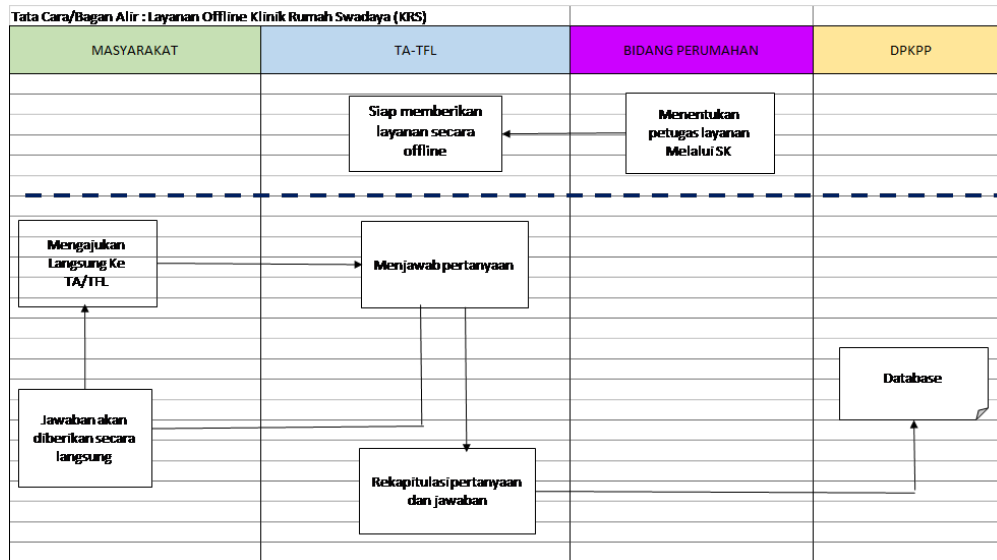 Tata Cara/Bagan Alir : Layanan Offline Klinik Rumah Swadaya (KRS)
MASYARAKAT
TA-TFL
BIDANG PERUMAHAN
DPKPP
Siap memberikan
layanan secara
offline
Menentukan
petugas layanan
Melalui SK
Mengajukan
Langsung Ke
TA/TFL
Menjawab pertanyaan
Database
Jawaban akan
diberikan secara
langsung
Rekapitulasi pertanyaan
dan jawaban